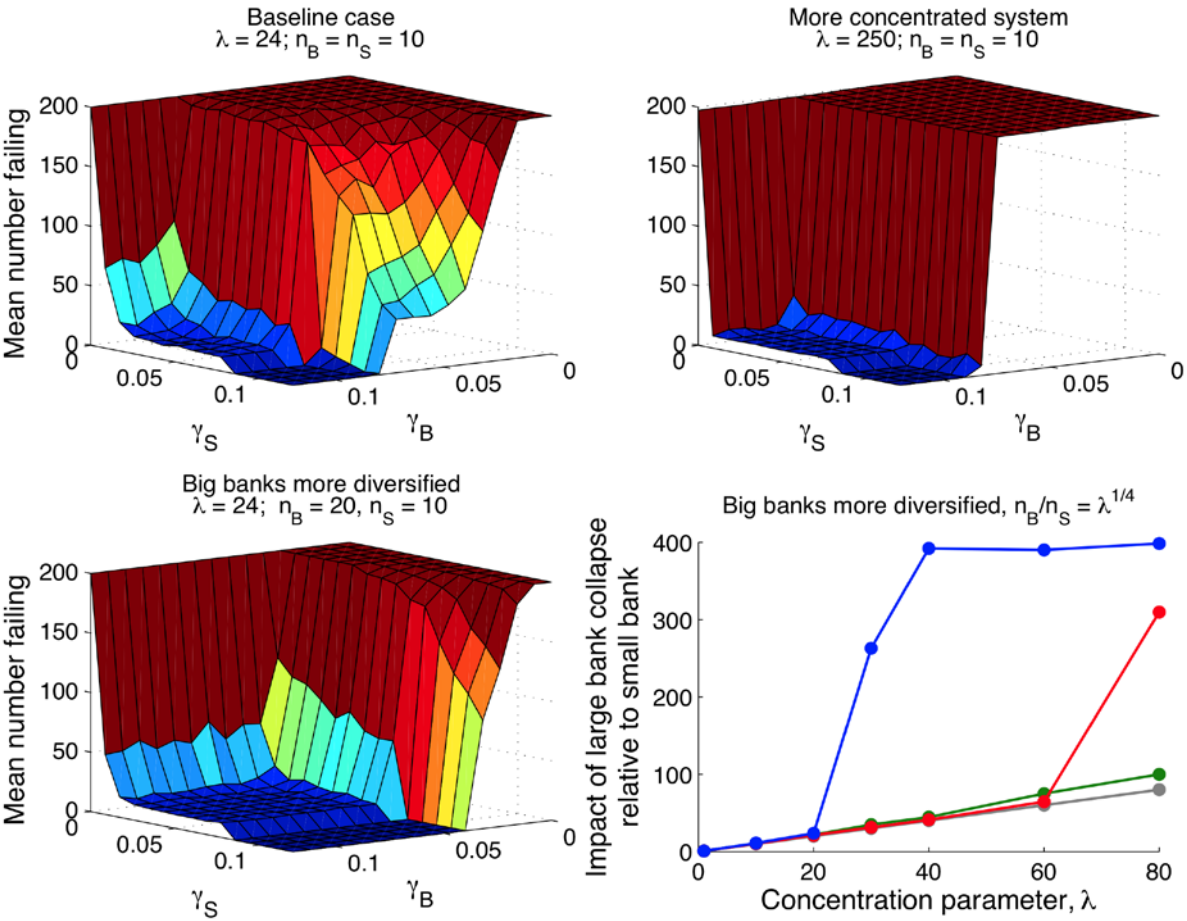 Baseline case
λ = 24; n_B = n_S = 10
Mean number failing
200
150
100
50
0
0
0.05
0.1
γ_S
0.1
0.05
0
γ_B
More concentrated system
λ = 250; n_B = n_S = 10
200
150
100
50
0
0
0.05
0.1
γ_S
0.1
0.05
0
γ_B
Big banks more diversified
λ = 24; n_B = 20, n_S = 10
Mean number failing
200
150
100
50
0
0
0.1
γ_S
0.1
0.05
0
γ_B
Big banks more diversified, n_B/n_S = λ^1/4
Impact of large bank collapse
relative to small bank
400
300
200
100
0
0
20
40
60
80
Concentration parameter, λ